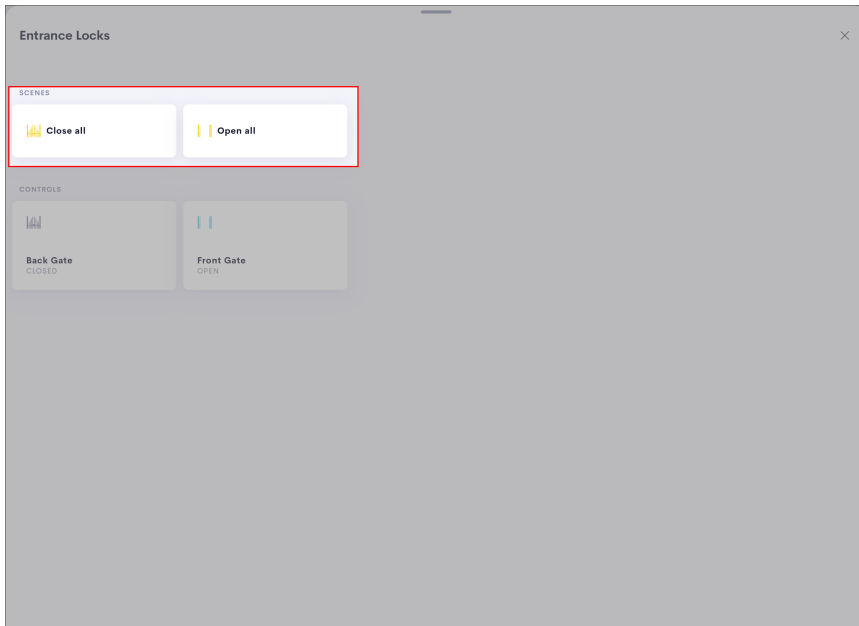 Entrance Locks
SCENES
Close all
Open all
CONTROLS
Back Gate
CLOSED
Front Gate
OPEN